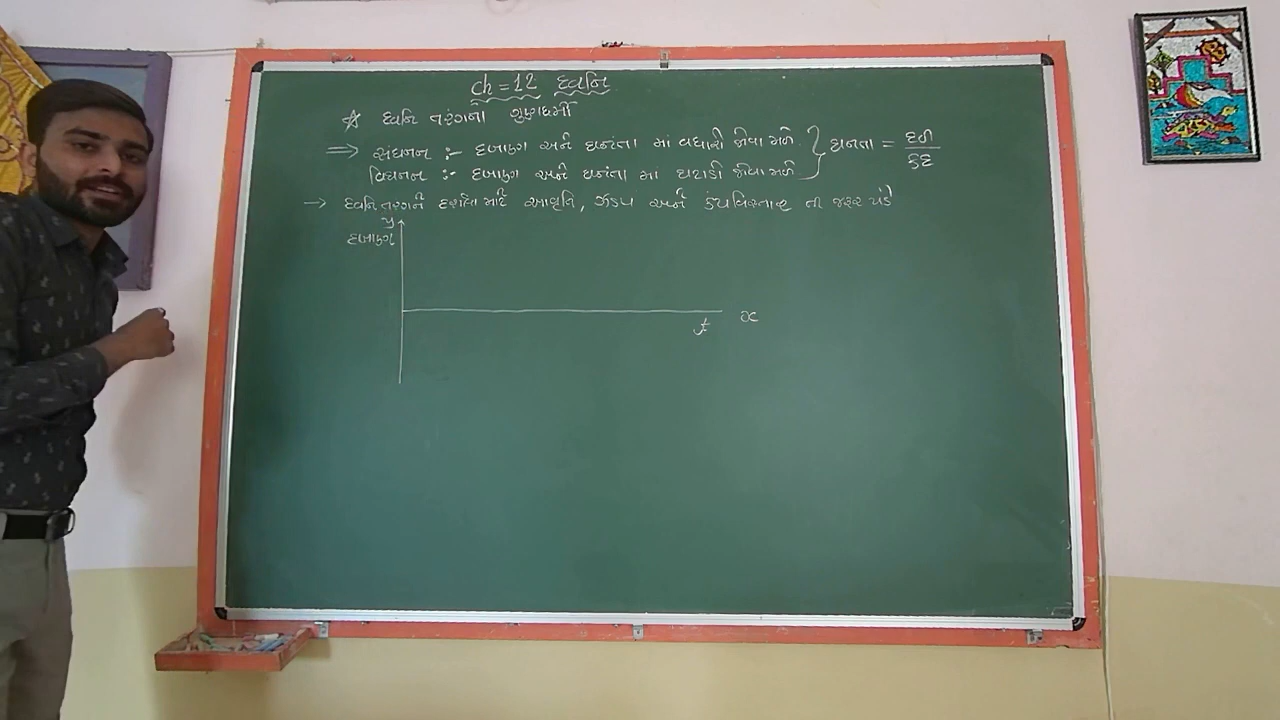 ch = 12 ધ્વનિ
☆ ધ્વનિ તરંગના ગુણધર્મો
⇒ સંઘનન :- દબાણ અને ઘનતા માં વધારો જોવા મળે. } ઘનતા = દળ / કદ
વિઘનન :- દબાણ અને ઘનતા માં ઘટાડો જોવા મળે
→ ધ્વનિ તરંગને દર્શાવવા માટે આવૃતિ, ઝડપ અને કંપવિસ્તાર ની જરૂર પડે
y
દબાણ
t x